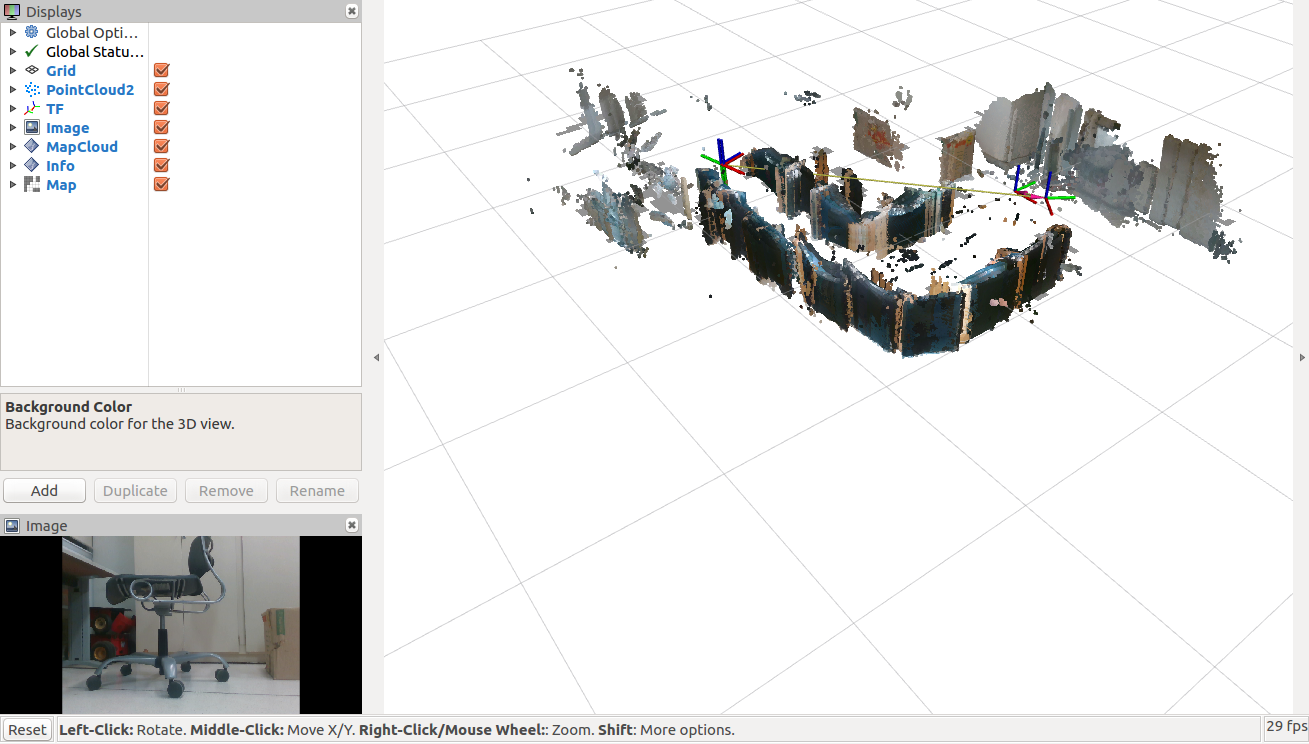 Displays
Global Opti...
Global Statu...
Grid
PointCloud2
TF
Image
MapCloud
Info
Map
Background Color
Background color for the 3D view.
Add Duplicate Remove Rename
Image
Reset Left-Click: Rotate. Middle-Click: Move X/Y. Right-Click/Mouse Wheel:: Zoom. Shift: More options. 29 fps